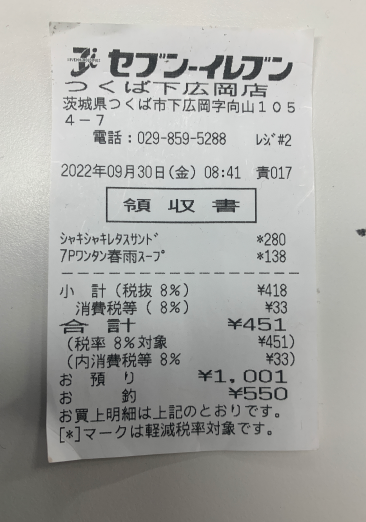 セブン-イレブン
つくば下広岡店
茨城県つくば市下広岡字向山105
4-7
電話:029-859-5288 レジ#2
2022年09月30日(金) 08:41 責017
領収書
シャキシャキレタスサンド *280
7Pワンタン春雨スープ *138
小 計(税抜 8%) ¥418
消費税等( 8%) ¥33
合 計 ¥451
(税率 8%対象 ¥451)
(内消費税等 8% ¥33)
お 預 り ¥1,001
お 釣 ¥550
お買上明細は上記のとおりです。
[*]マークは軽減税率対象です。